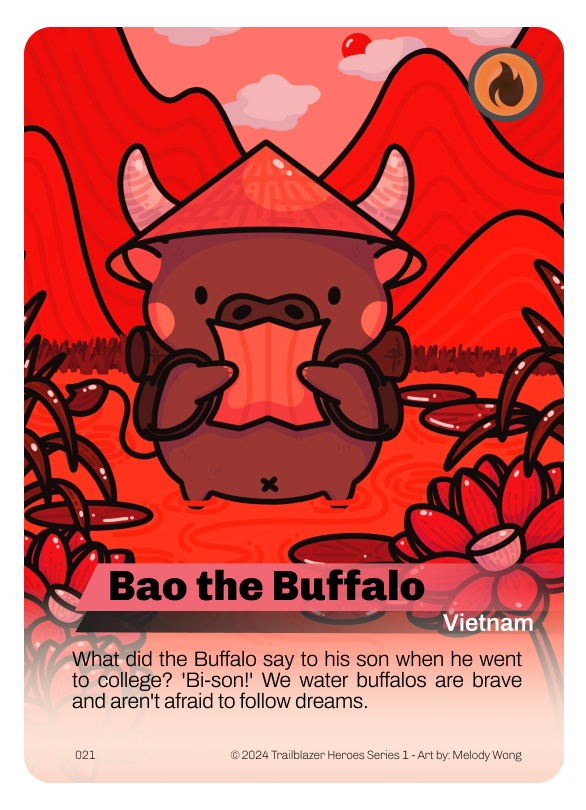 Bao the Buffalo
Vietnam
What did the Buffalo say to his son when he went
to college? 'Bi-son!' We water buffalos are brave
and aren't afraid to follow dreams.
021
© 2024 Trailblazer Heroes Series 1 - Art by: Melody Wong